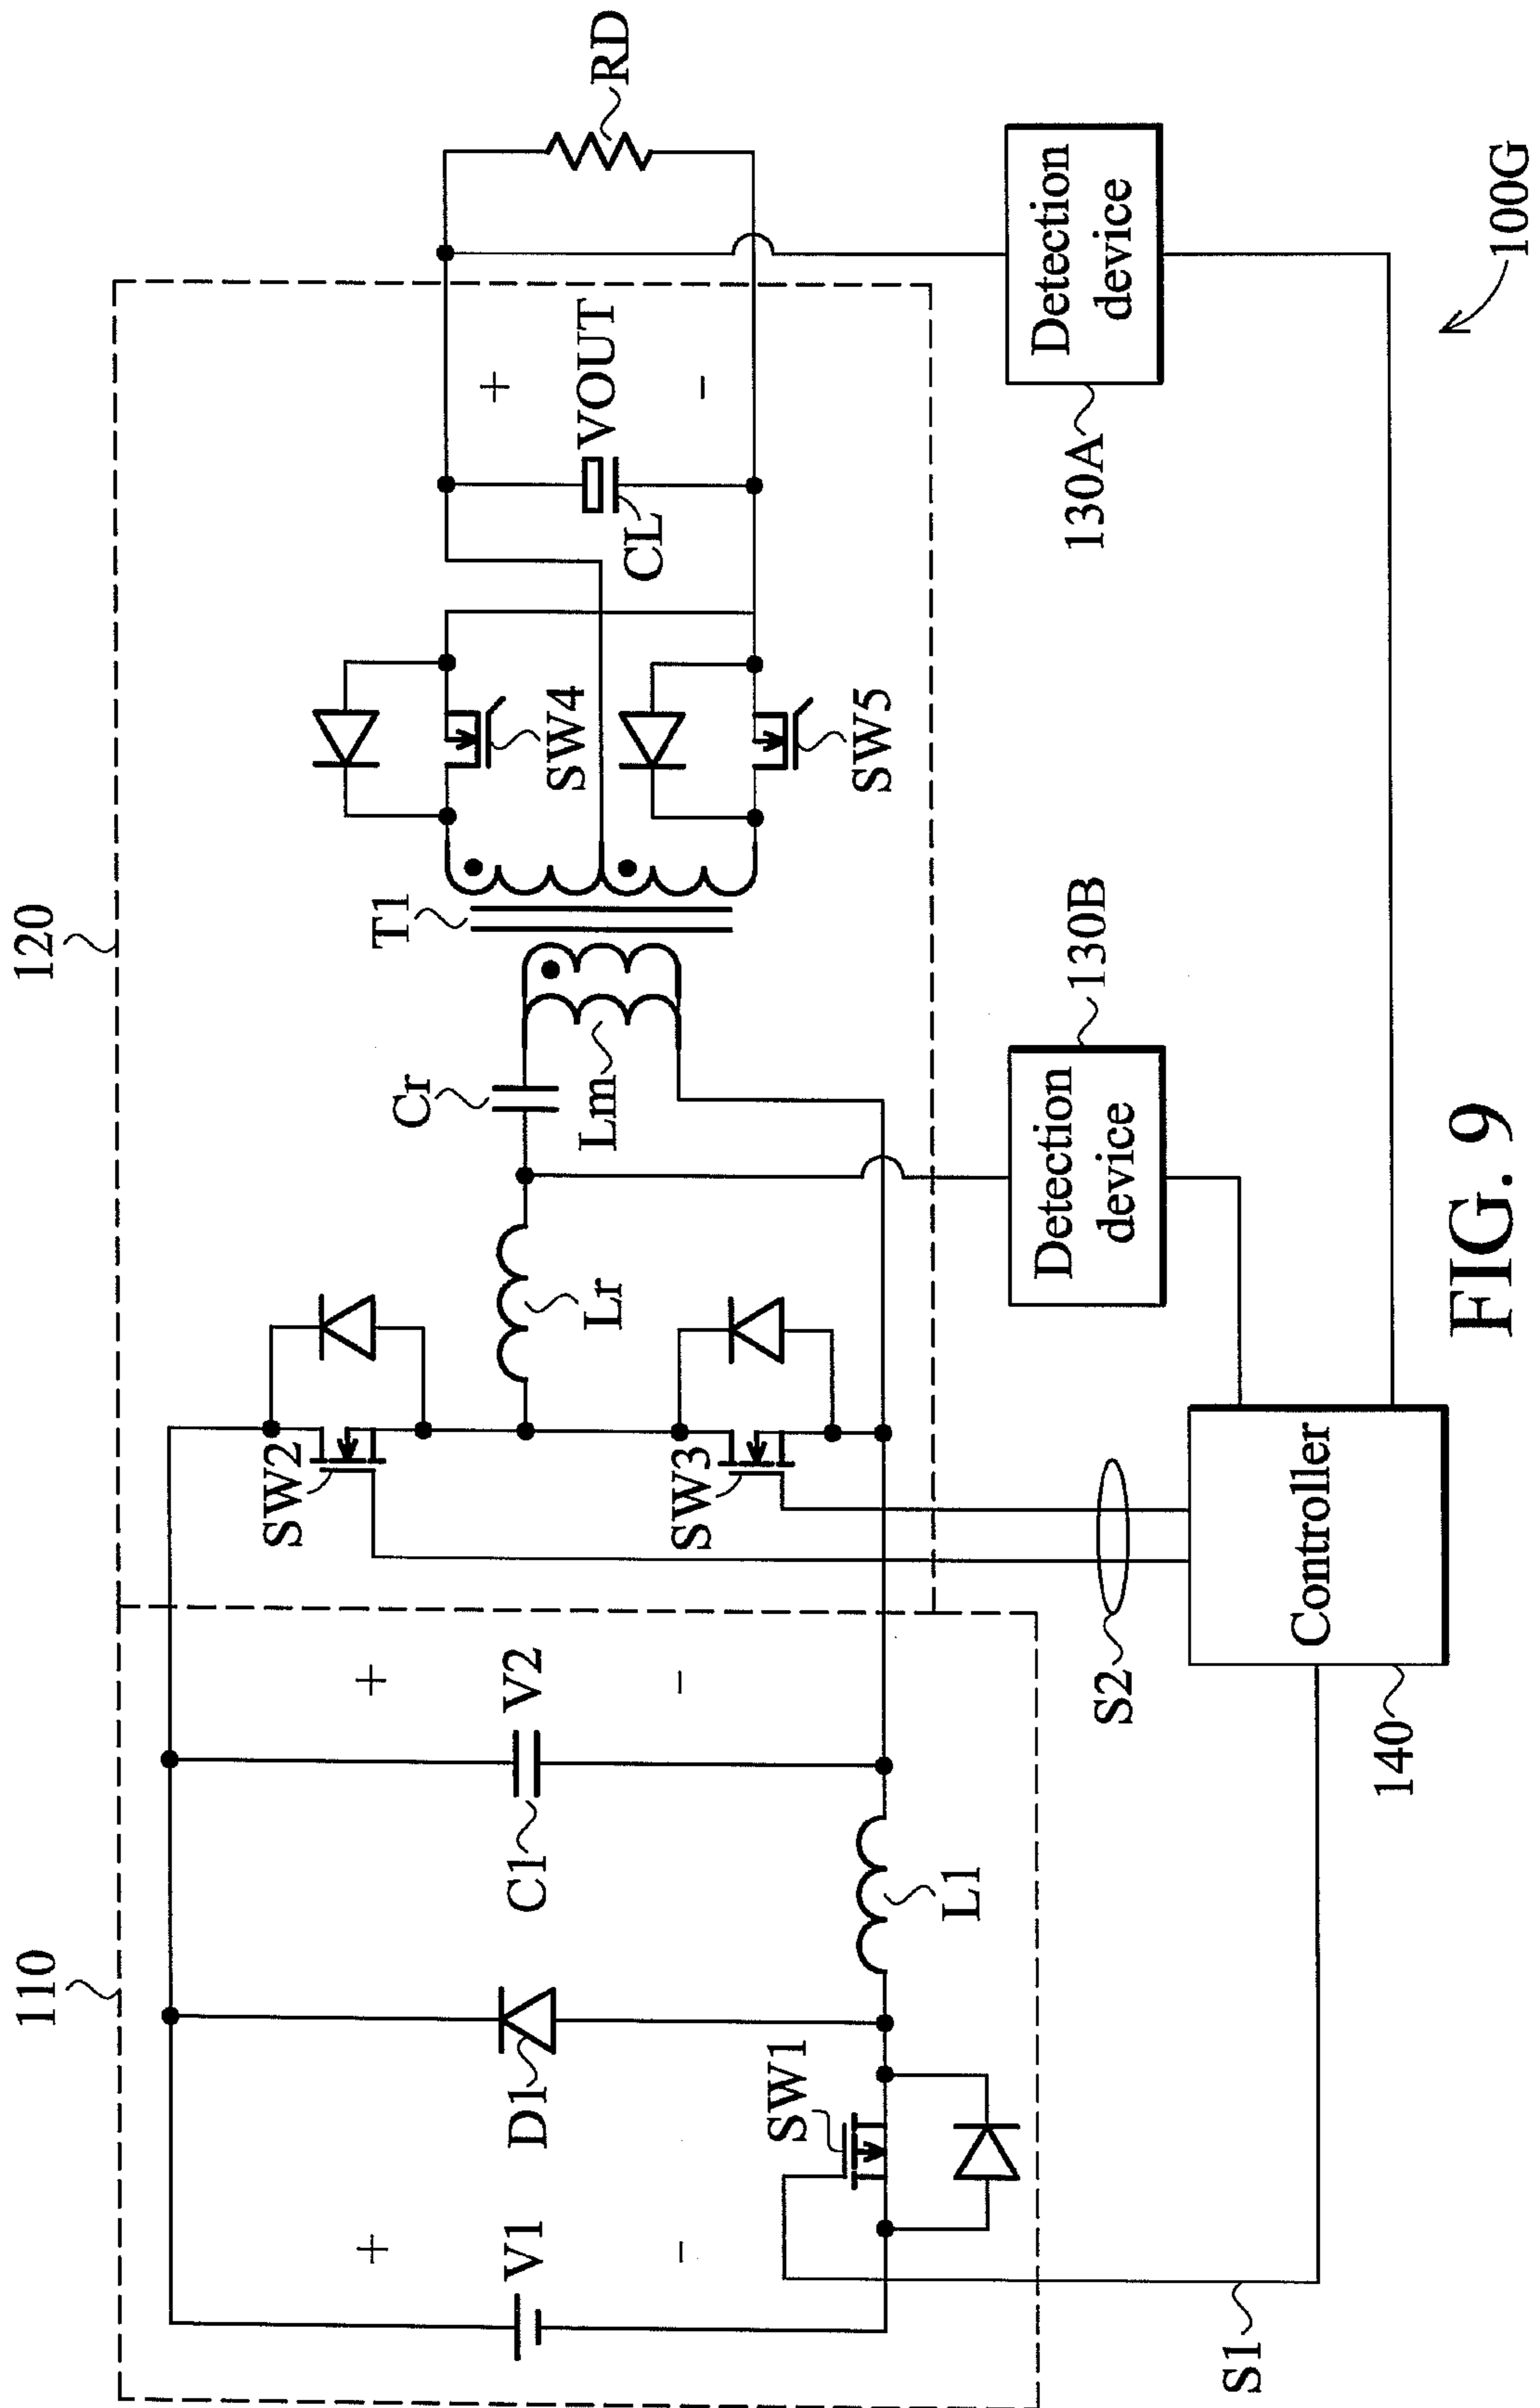 110
120
V1
+
-
D1
C1
V2
+
-
SW1
L1
S1
SW2
SW3
Lr
Cr
Lm
T1
SW4
SW5
CL
VOUT
+
-
RD
S2
Controller
140
Detection
device
130B
Detection
device
130A
100G
FIG. 9